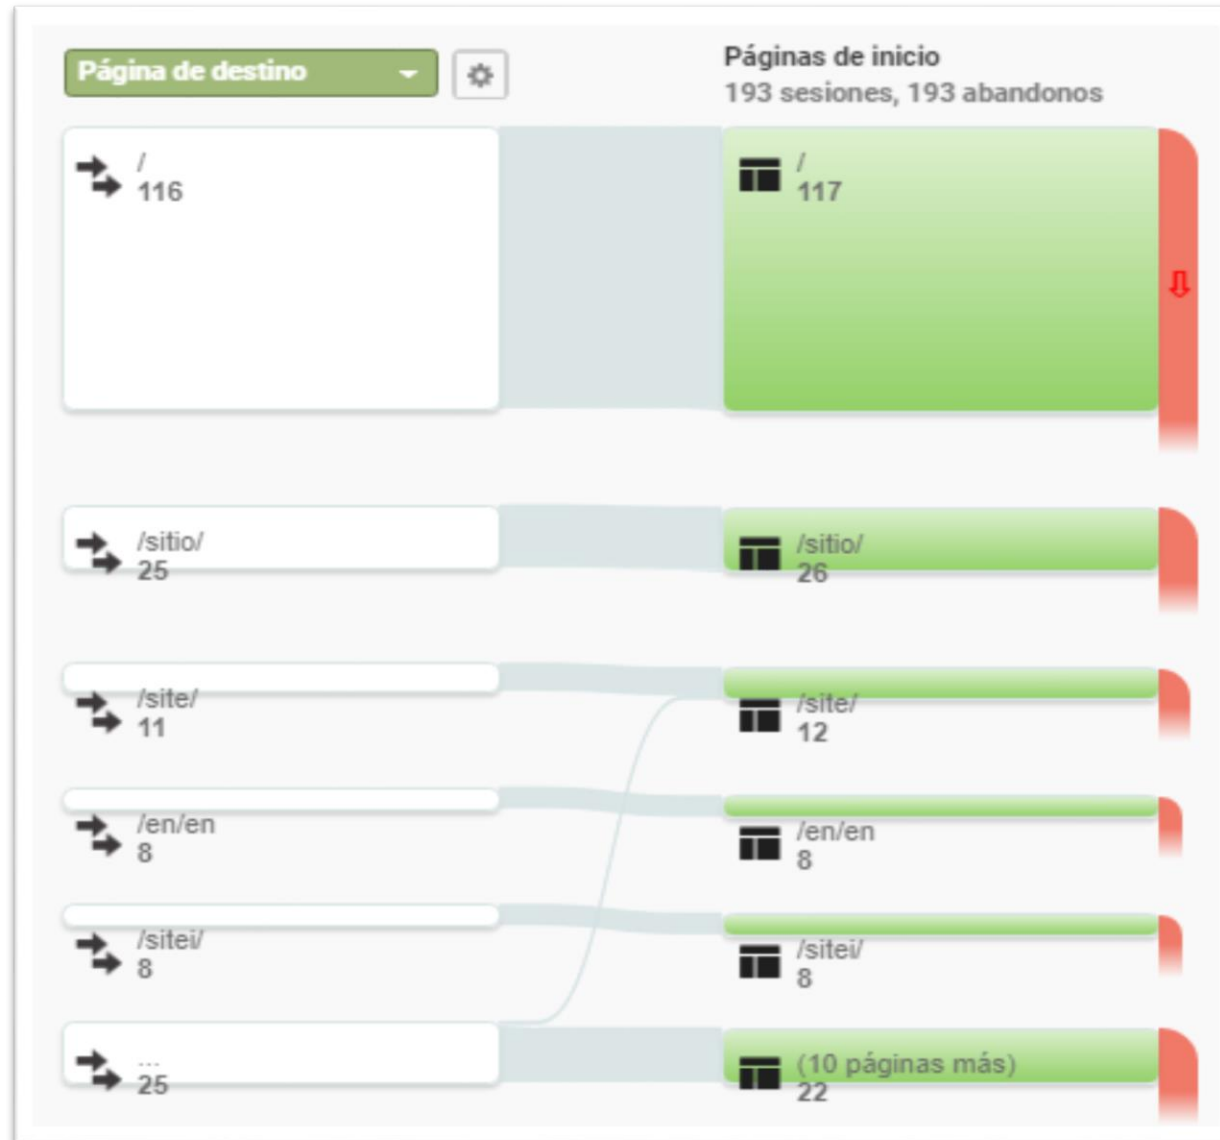 Página de destino
Páginas de inicio
193 sesiones, 193 abandonos
/
116
/
117
/sitio/
25
/sitio/
26
/site/
11
/site/
12
/en/en
8
/en/en
8
/sitei/
8
/sitei/
8
...
25
(10 páginas más)
22